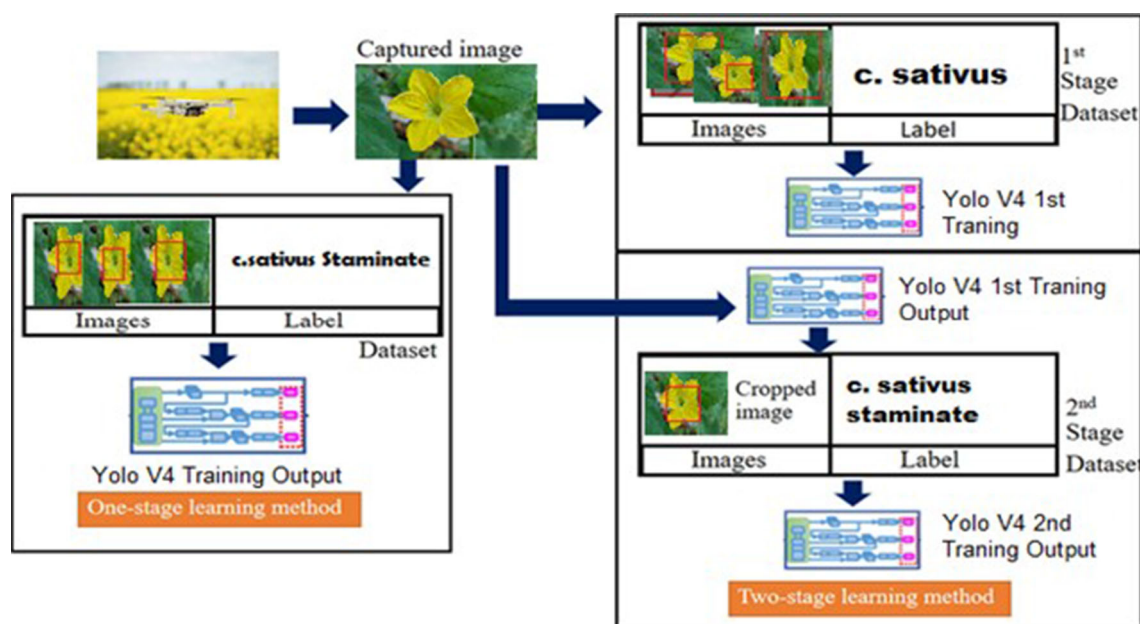 Captured image
1st
Stage
Dataset
c. sativus
Images
Label
Yolo V4 1st
Traning
c.sativus Staminate
Images
Label
Dataset
Yolo V4 Training Output
One-stage learning method
Yolo V4 1st Traning
Output
Cropped
image
c. sativus
staminate
2nd
Stage
Dataset
Images
Label
Yolo V4 2nd
Traning Output
Two-stage learning method